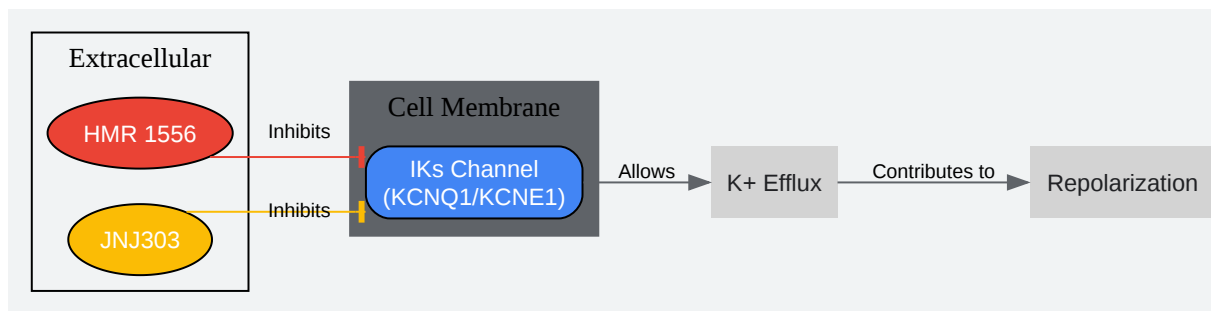 Extracellular
HMR 1556
JNJ303
Inhibits
Inhibits
Cell Membrane
IKs Channel
(KCNQ1/KCNE1)
Allows
K+ Efflux
Contributes to
Repolarization